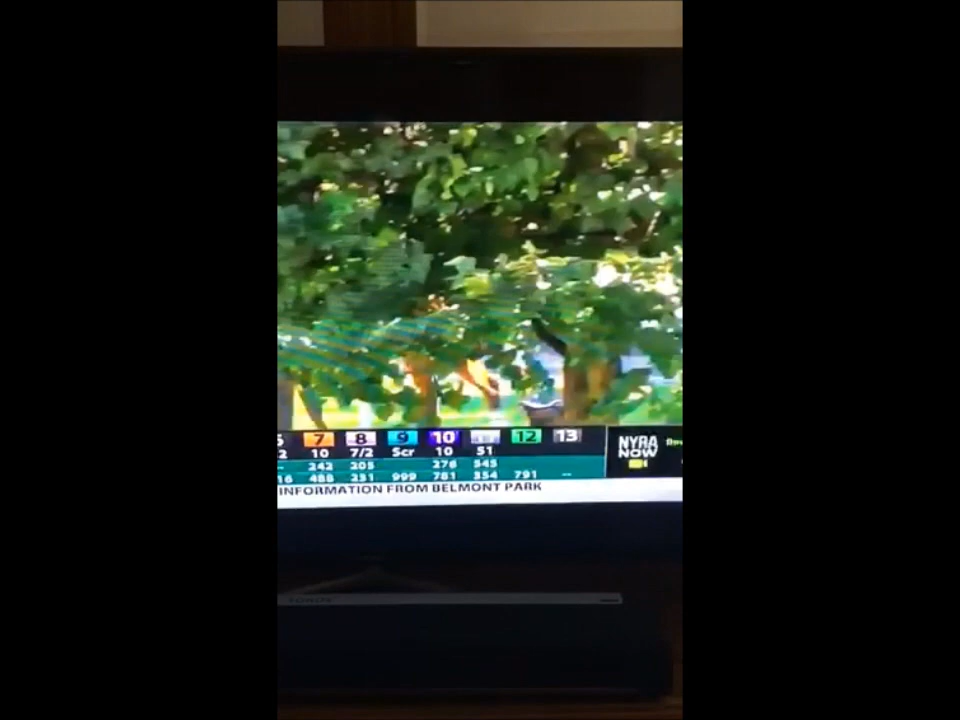 7 8 9 10 12 13
10 7/2 Scr 10 51
NYRA
NOW
242 205 276 545
488 231 999 781 354 791 --
INFORMATION FROM BELMONT PARK